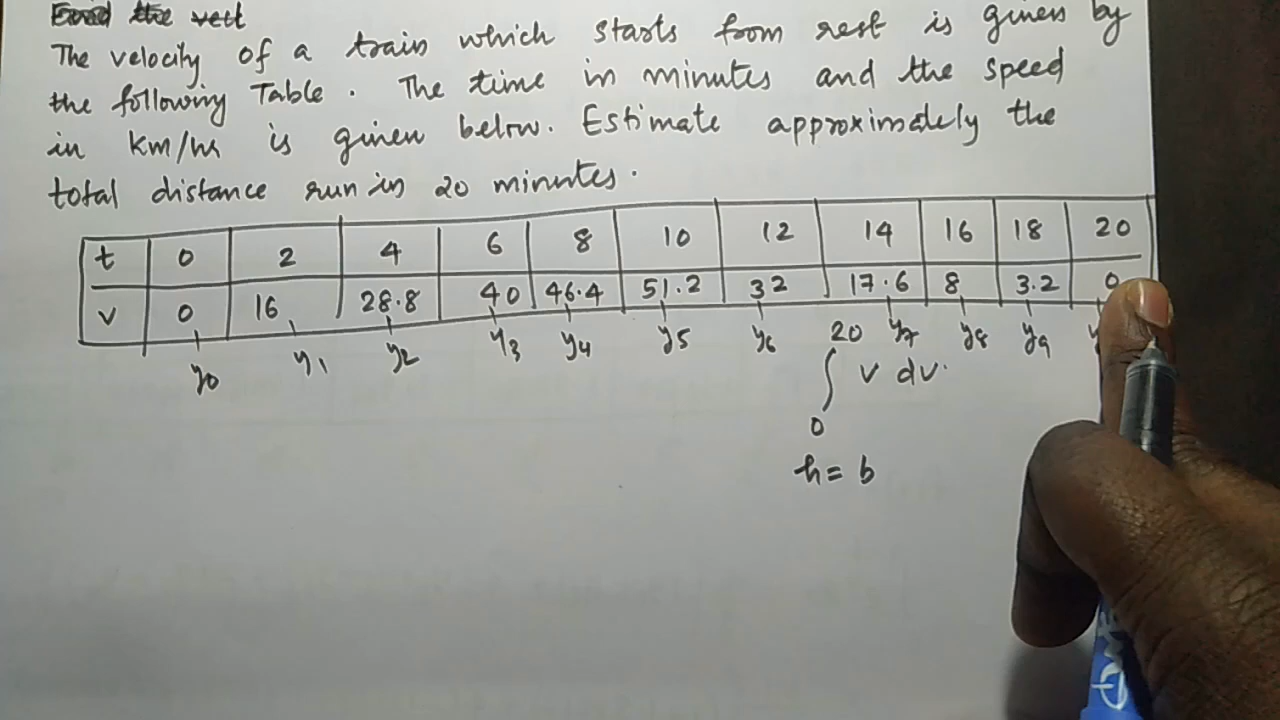 The velocity of a train which starts from rest is given by
the following Table. The time in minutes and the speed
in km/hr is given below. Estimate approximately the
total distance run in 20 minutes.
t 0 2 4 6 8 10 12 14 16 18 20
v 0 16 28.8 40 46.4 51.2 32 17.6 8 3.2 0
y0 y1 y2 y3 y4 y5 y6 y7 y8 y9
20
∫ v dv.
0
h = b